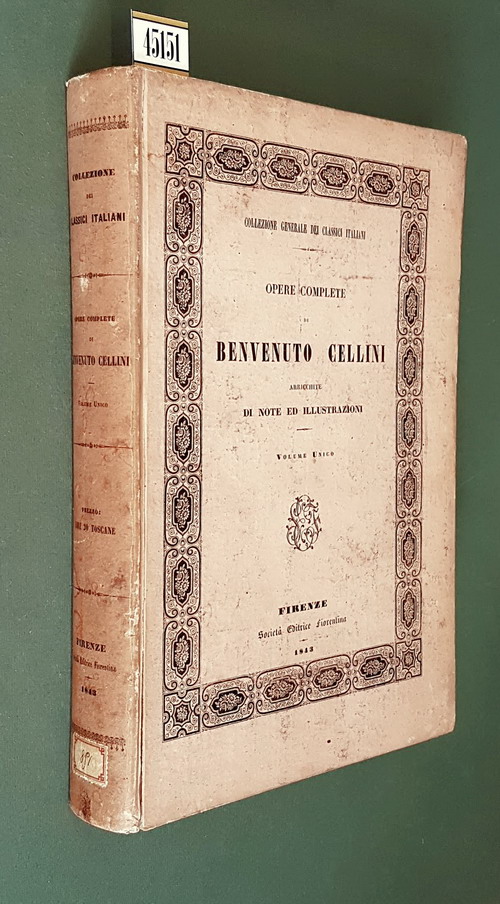 45151
COLLEZIONE
DEI
CLASSICI ITALIANI
OPERE COMPLETE
DI
BENVENUTO CELLINI
VOLUME UNICO
PREZZO:
LIRE 20 TOSCANE
FIRENZE
Società Editrice Fiorentina
1843
COLLEZIONE GENERALE DEI CLASSICI ITALIANI
OPERE COMPLETE
DI
BENVENUTO CELLINI
ARRICCHITE
DI NOTE ED ILLUSTRAZIONI
VOLUME UNICO
FIRENZE
Società Editrice Fiorentina
1843